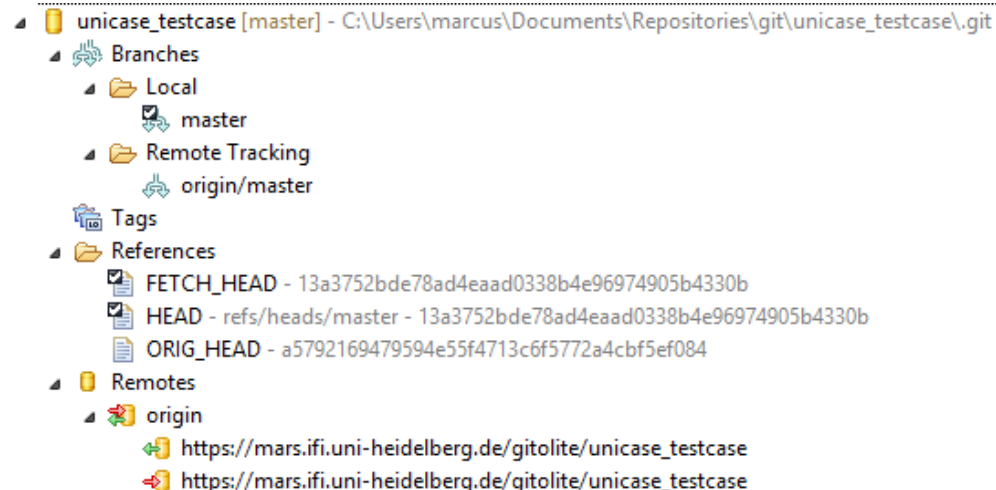 unicase_testcase [master] - C:\Users\marcus\Documents\Repositories\git\unicase_testcase\.git
Branches
Local
master
Remote Tracking
origin/master
Tags
References
FETCH_HEAD - 13a3752bde78ad4eaad0338b4e96974905b4330b
HEAD - refs/heads/master - 13a3752bde78ad4eaad0338b4e96974905b4330b
ORIG_HEAD - a5792169479594e55f4713c6f5772a4cbf5ef084
Remotes
origin
https://mars.ifi.uni-heidelberg.de/gitolite/unicase_testcase
https://mars.ifi.uni-heidelberg.de/gitolite/unicase_testcase